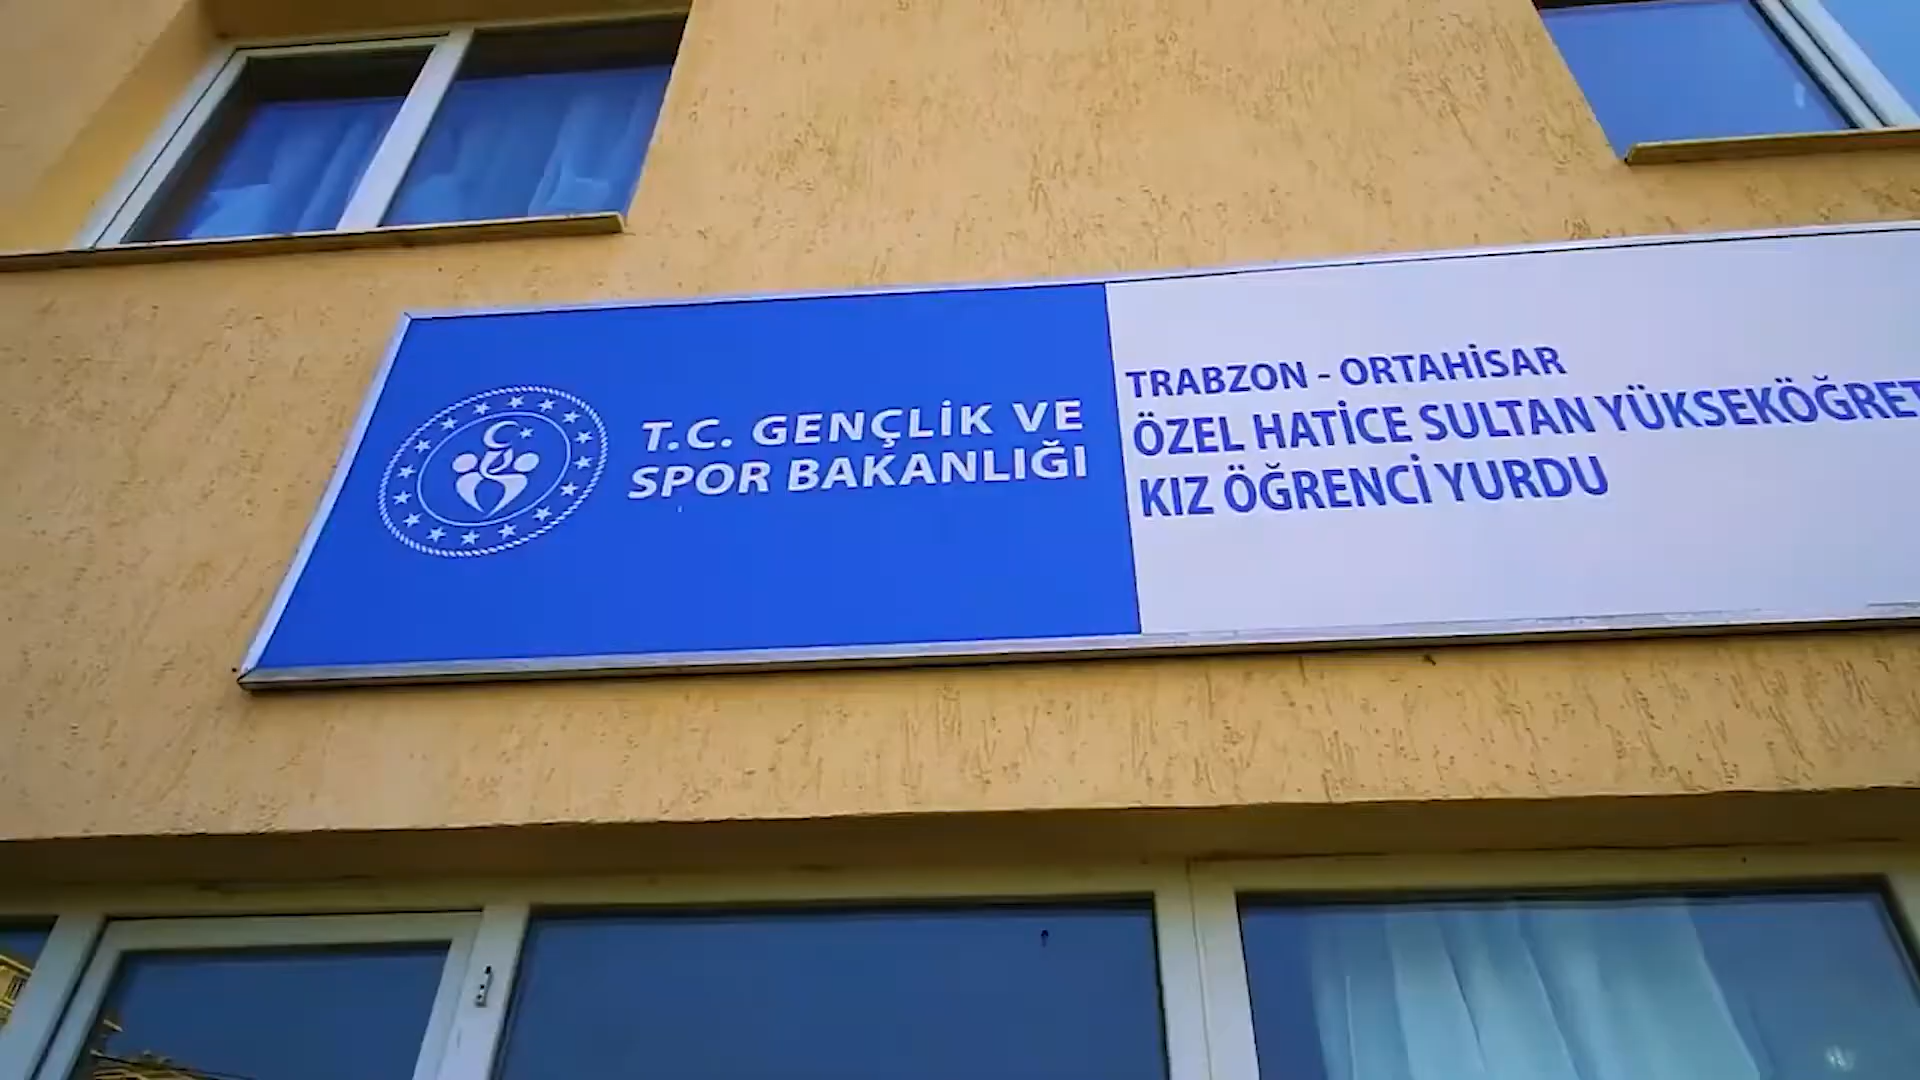 T.C. GENÇLİK VE
SPOR BAKANLIĞI
TRABZON - ORTAHİSAR
ÖZEL HATİCE SULTAN
KIZ ÖĞRENCİ YURDU